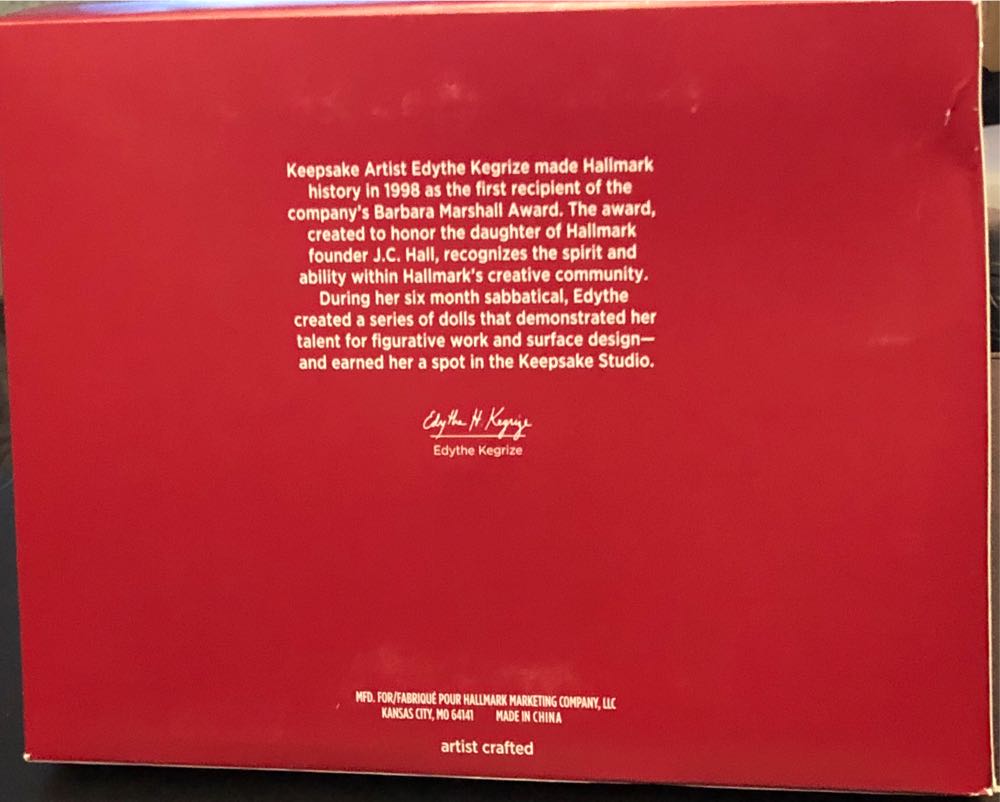 Keepsake Artist Edythe Kegrize made Hallmark
history in 1998 as the first recipient of the
company's Barbara Marshall Award. The award,
created to honor the daughter of Hallmark
founder J.C. Hall, recognizes the spirit and
ability within Hallmark's creative community.
During her six month sabbatical, Edythe
created a series of dolls that demonstrated her
talent for figurative work and surface design—
and earned her a spot in the Keepsake Studio.
Edythe H. Kegrize
Edythe Kegrize
MFD. FOR/FABRIQUÉ POUR HALLMARK MARKETING COMPANY, LLC
KANSAS CITY, MO 64141 MADE IN CHINA
artist crafted